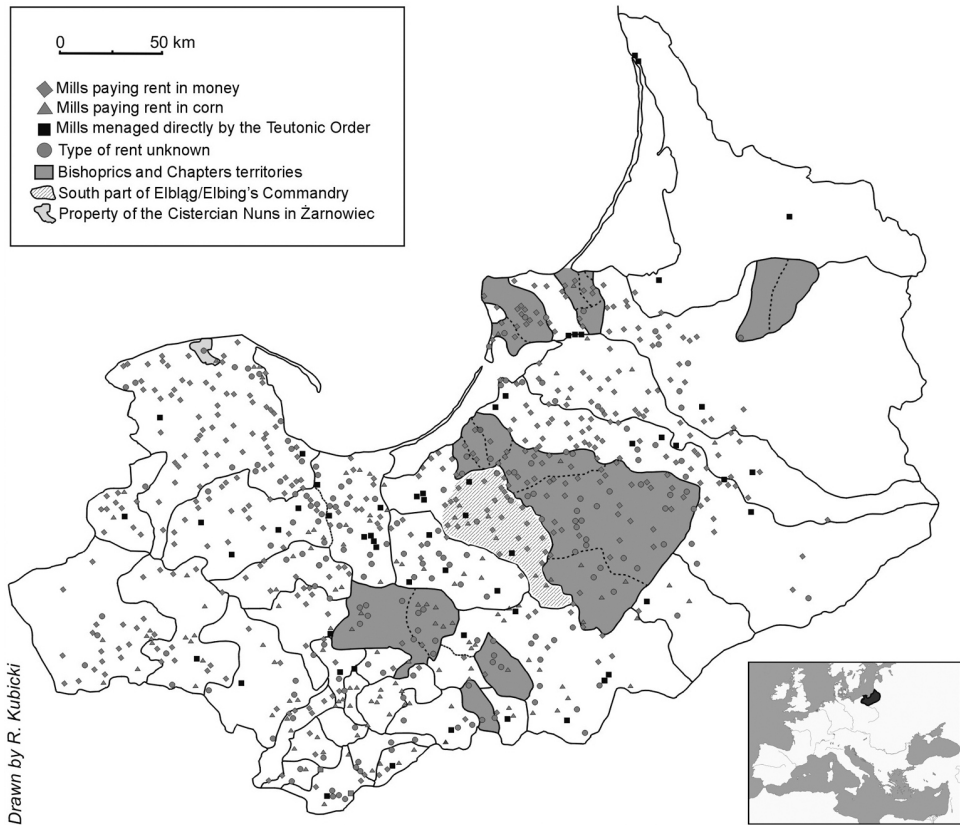 0 50 km
Mills paying rent in money
Mills paying rent in corn
Mills menaged directly by the Teutonic Order
Type of rent unknown
Bishoprics and Chapters territories
South part of Elbląg/Elbing's Commandry
Property of the Cistercian Nuns in Żarnowiec
Drawn by R. Kubicki